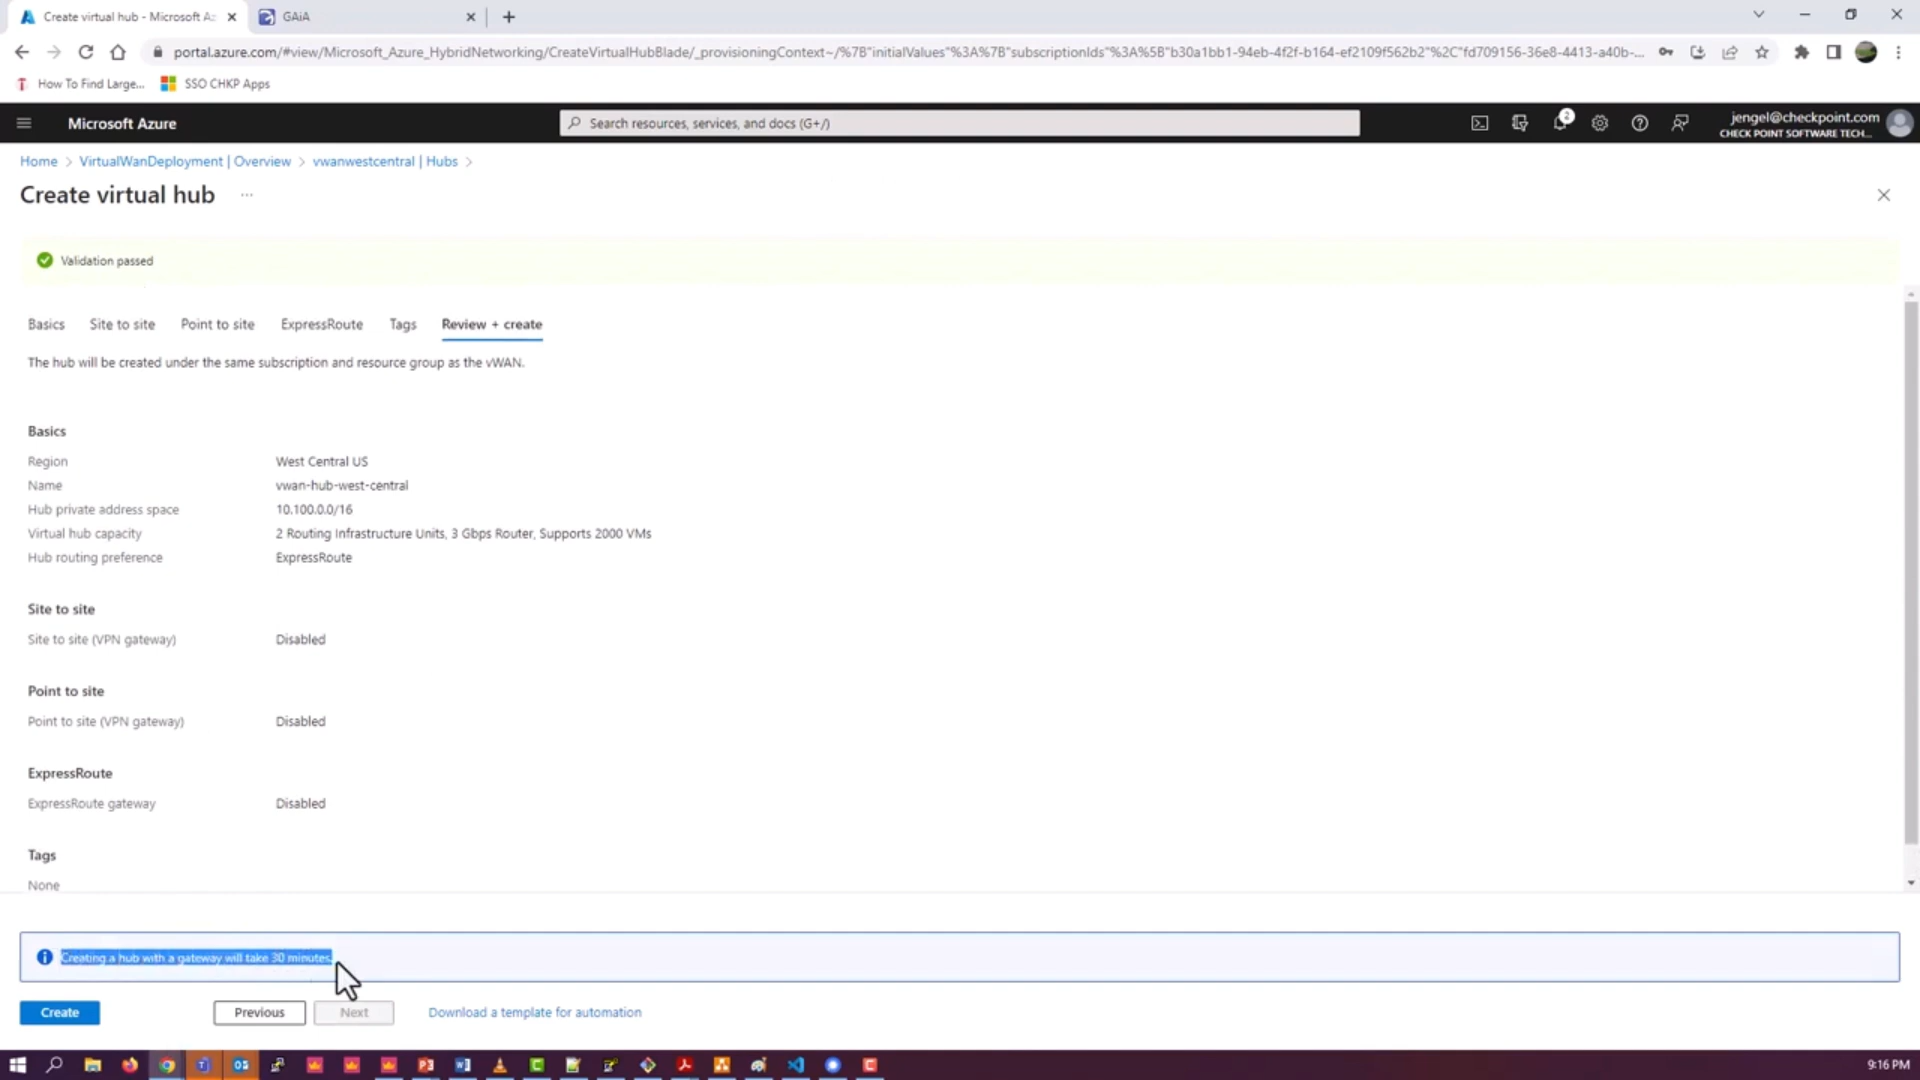 Create virtual hub - Microsoft Az
GAiA
portal.azure.com/#view/Microsoft_Azure_HybridNetworking/CreateVirtualHubBlade/_provisioningContext~/%7B"initialValues"%3A%7B"subscriptionIds"%3A%5B"b30a1bb1-94eb-4f2f-b164-ef2109f562b2"%2C"fd709156-36e8-4413-a40b-...
How To Find Large...
SSO CHKP Apps
Microsoft Azure
Search resources, services, and docs (G+/)
2
jengel@checkpoint.com
CHECK POINT SOFTWARE TECH...
Home > VirtualWanDeployment | Overview > vwanwestcentral | Hubs >
Create virtual hub ...
Validation passed
Basics Site to site Point to site ExpressRoute Tags Review + create
The hub will be created under the same subscription and resource group as the vWAN.
Basics
Region West Central US
Name vwan-hub-west-central
Hub private address space 10.100.0.0/16
Virtual hub capacity 2 Routing Infrastructure Units, 3 Gbps Router, Supports 2000 VMs
Hub routing preference ExpressRoute
Site to site
Site to site (VPN gateway) Disabled
Point to site
Point to site (VPN gateway) Disabled
ExpressRoute
ExpressRoute gateway Disabled
Tags
None
Creating a hub with a gateway will take 30 minutes.
Create Previous Next Download a template for automation
9:16 PM